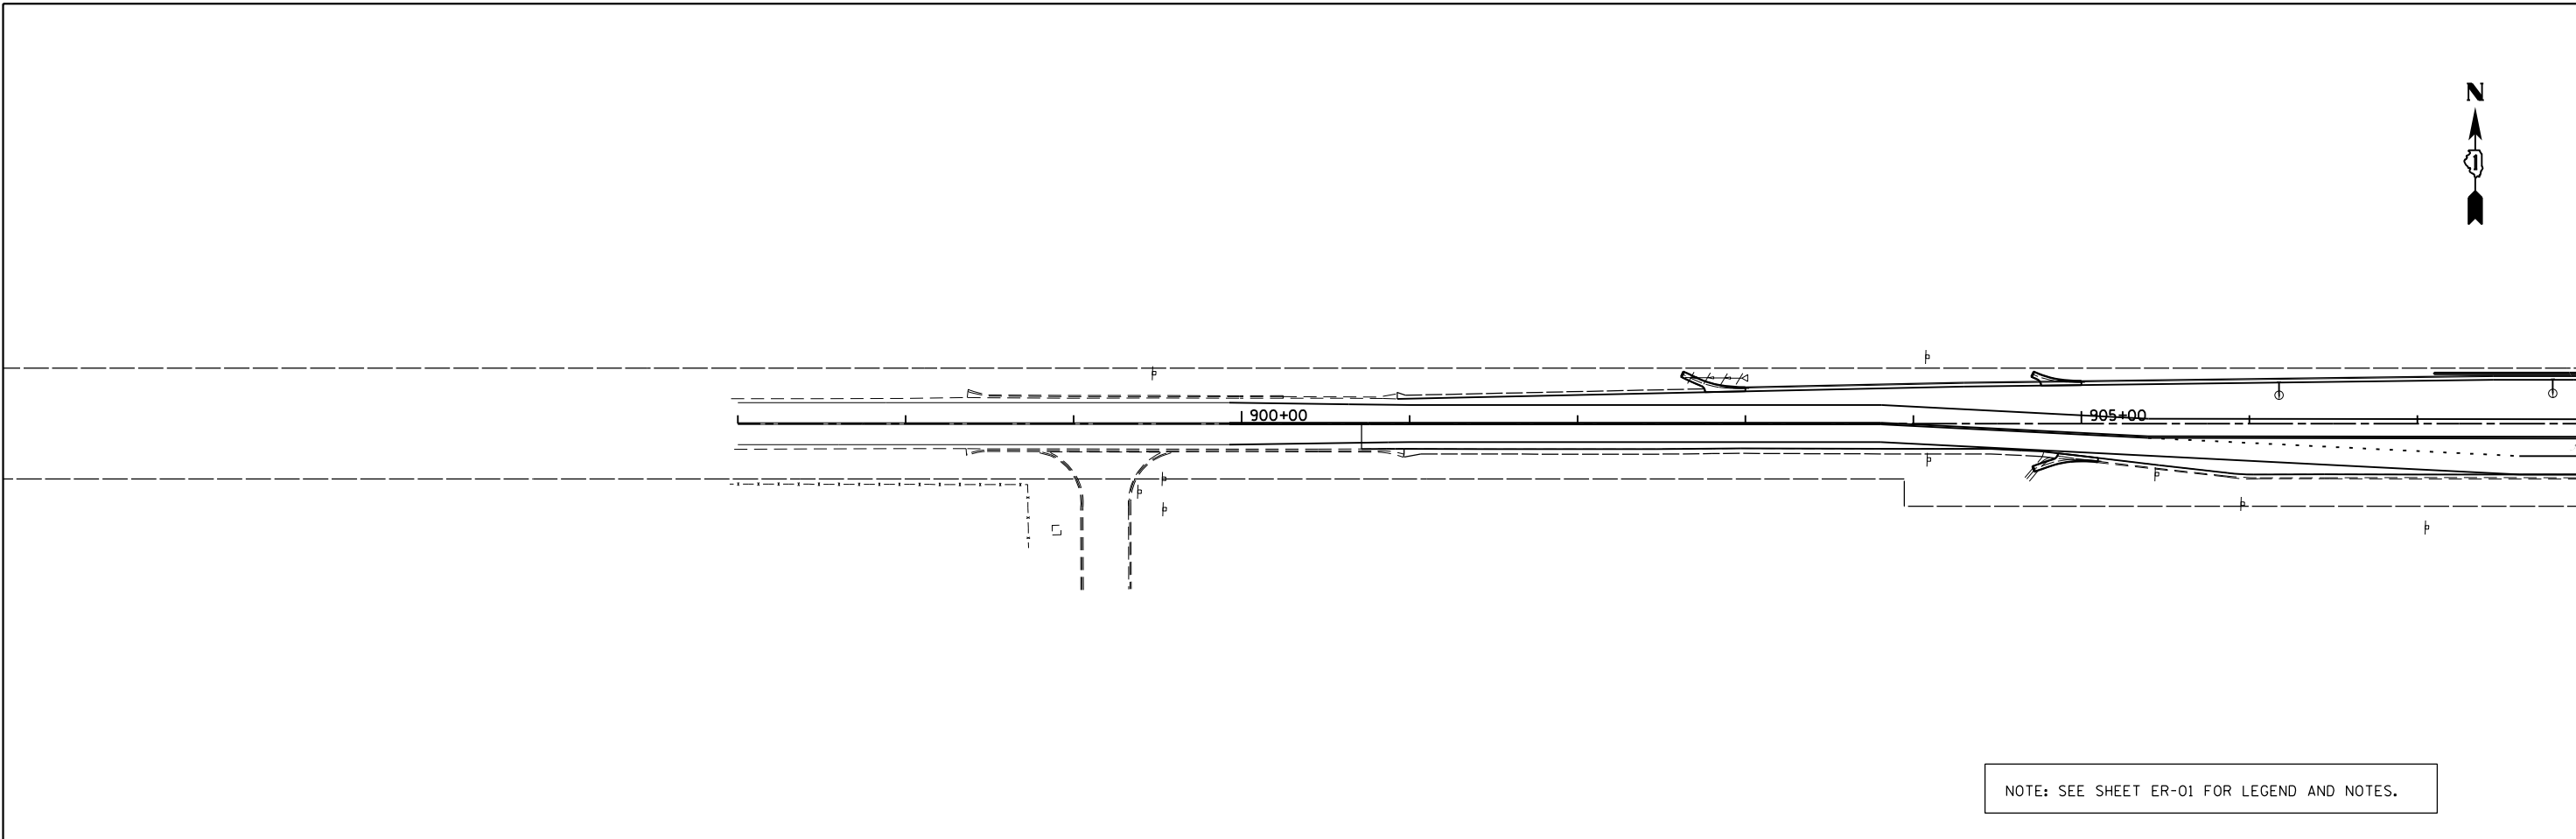 N
1
900+00
905+00
NOTE: SEE SHEET ER-01 FOR LEGEND AND NOTES.